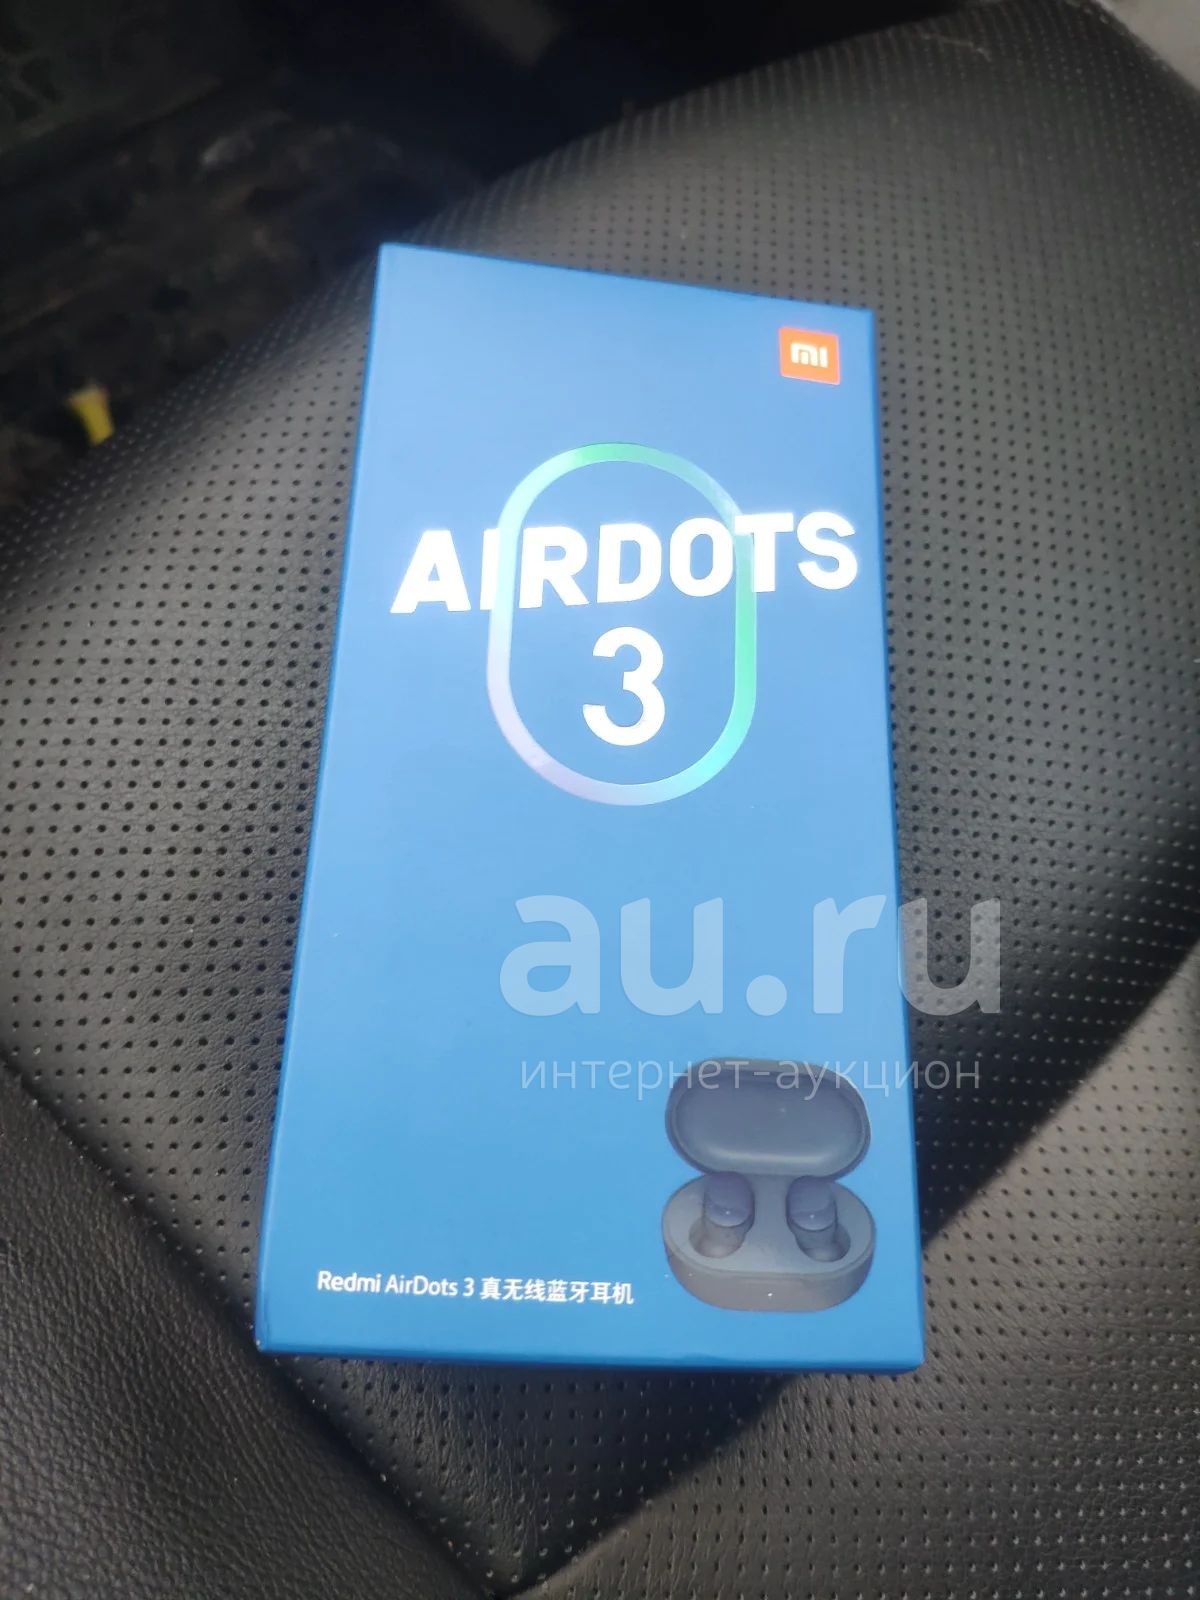 mi
AIRDOTS
3
au.ru
интернет-аукцион
Redmi AirDots 3 真无线蓝牙耳机